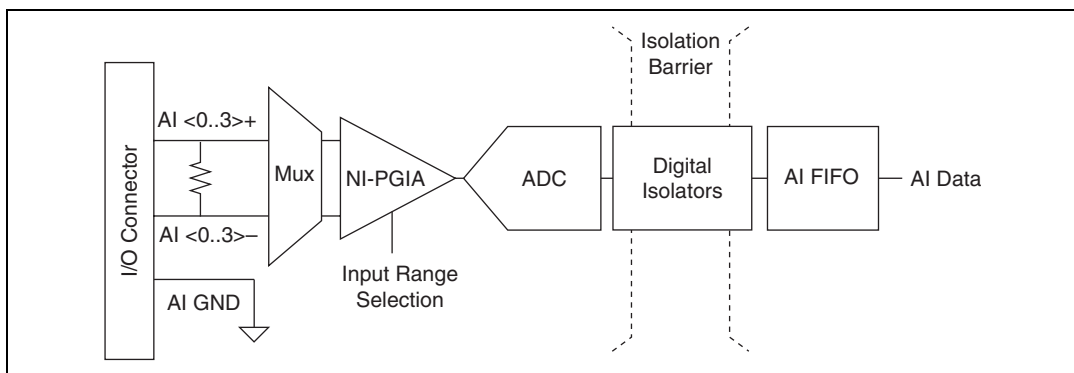 Isolation
Barrier
I/O Connector
AI <0..3>+
AI <0..3>–
AI GND
Mux
NI-PGIA
Input Range
Selection
ADC
Digital
Isolators
AI FIFO
AI Data